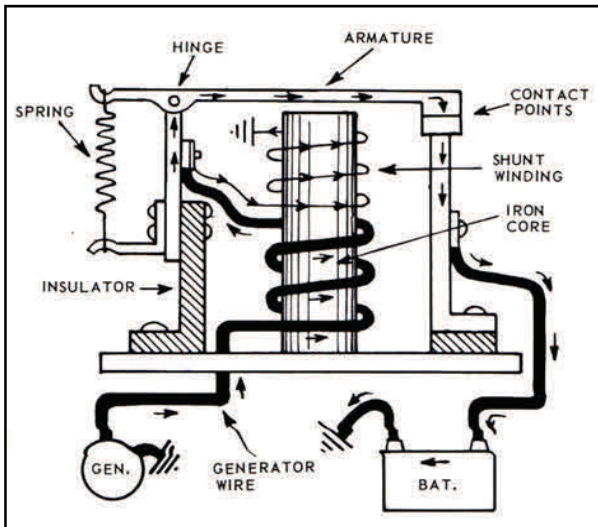 HINGE
ARMATURE
SPRING
CONTACT
POINTS
SHUNT
WINDING
IRON
CORE
INSULATOR
GEN.
GENERATOR
WIRE
BAT.